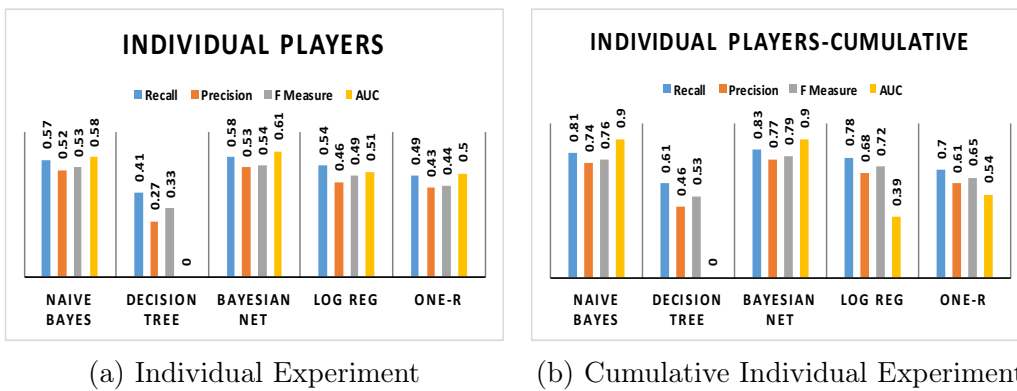 INDIVIDUAL PLAYERS
Recall Precision F Measure AUC
0.57 0.52 0.53 0.58
0.41 0.27 0.33 0
0.58 0.53 0.54 0.61
0.54 0.46 0.49 0.51
0.49 0.43 0.44 0.5
NAIVE BAYES
DECISION TREE
BAYESIAN NET
LOG REG
ONE-R
(a) Individual Experiment
INDIVIDUAL PLAYERS-CUMULATIVE
Recall Precision F Measure AUC
0.81 0.74 0.76 0.9
0.61 0.46 0.53 0
0.83 0.77 0.79 0.9
0.78 0.68 0.72 0.39
0.7 0.61 0.65 0.54
NAIVE BAYES
DECISION TREE
BAYESIAN NET
LOG REG
ONE-R
(b) Cumulative Individual Experiment